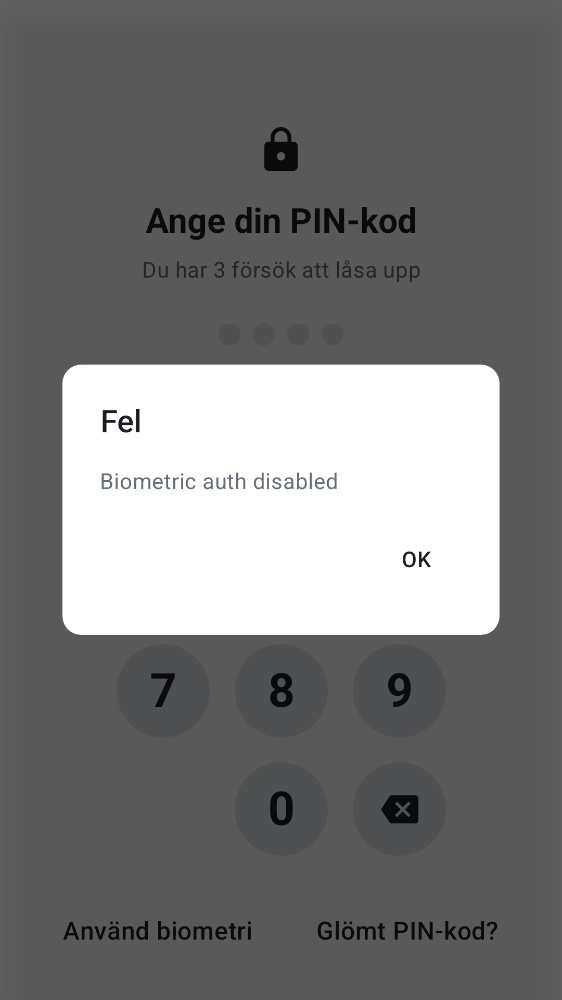 Ange din PIN-kod
Du har 3 försök att låsa upp
Fel
Biometric auth disabled
OK
7 8 9
0
Använd biometri Glömt PIN-kod?